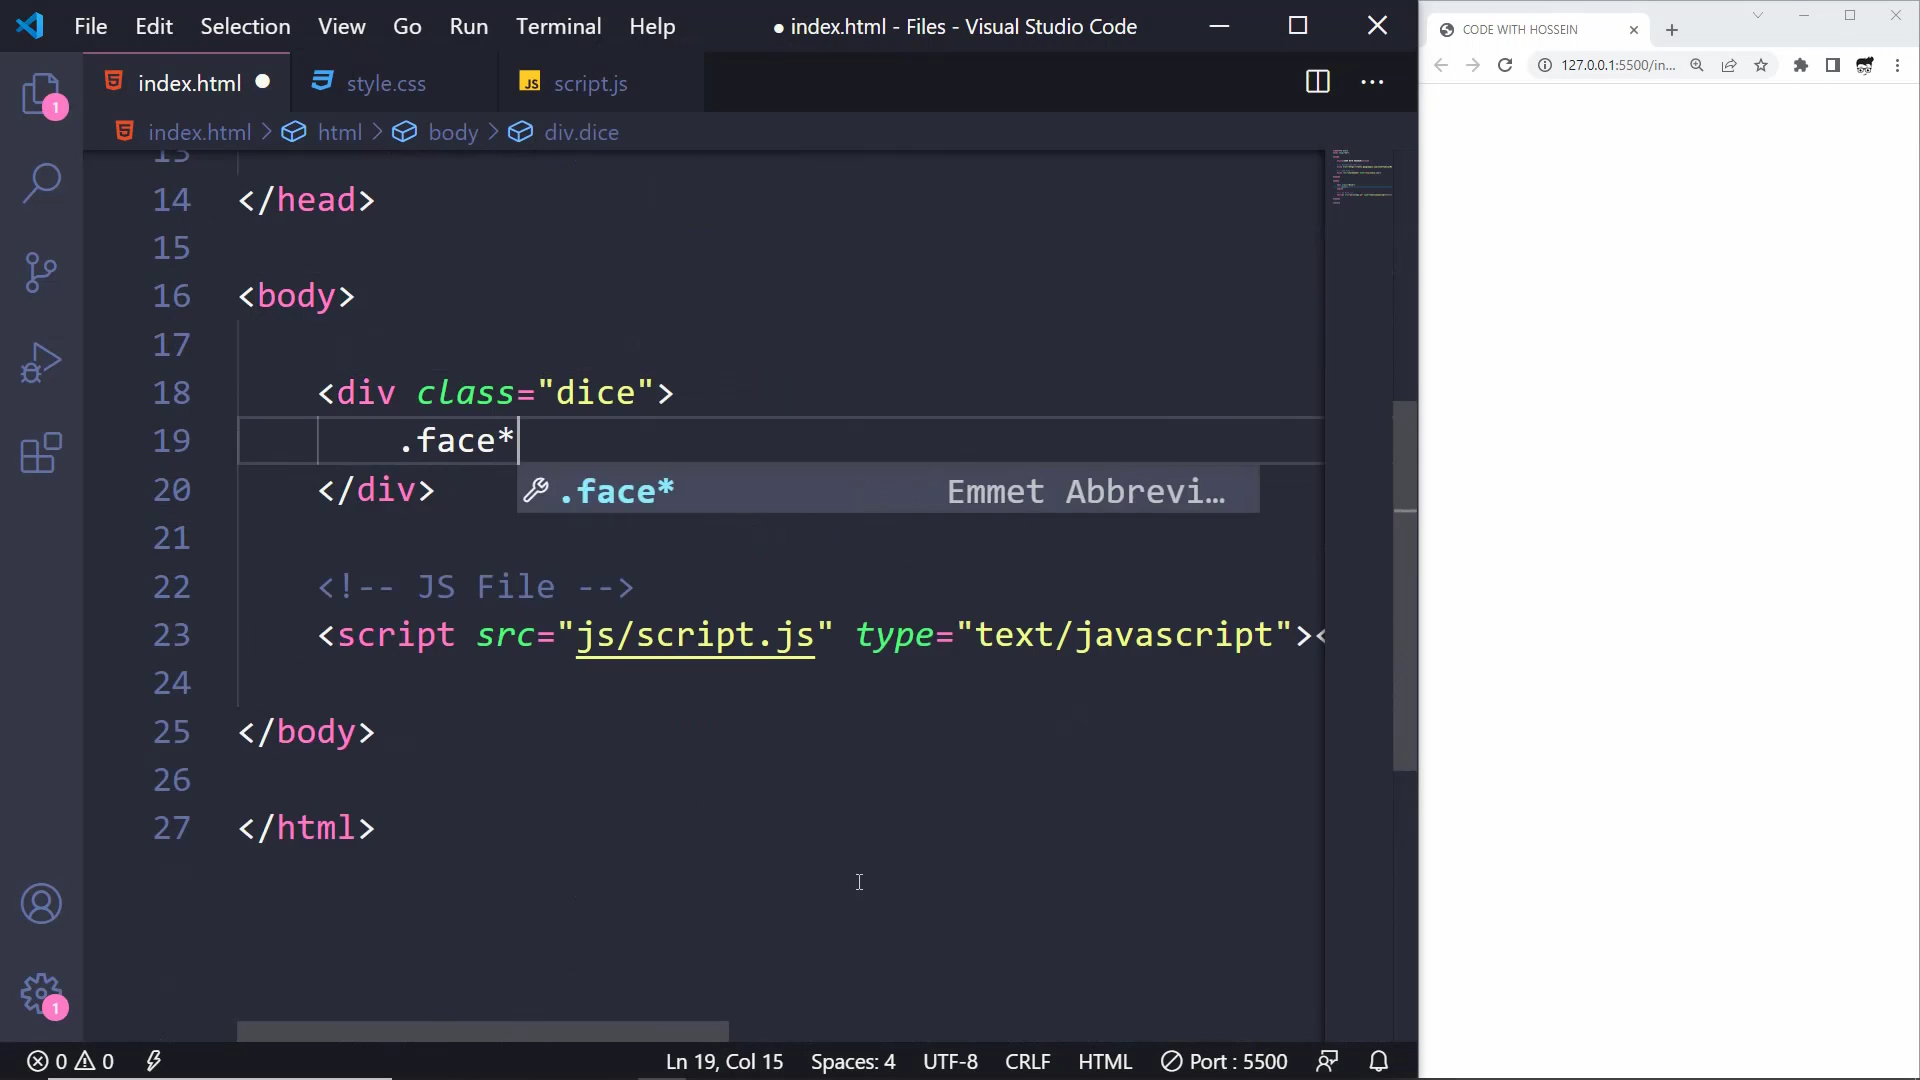 File Edit Selection View Go Run Terminal Help ● index.html - Files - Visual Studio Code
CODE WITH HOSSEIN
127.0.0.1:5500/in...
index.html style.css JS script.js
index.html > html > body > div.dice
1
13
14 </head>
15
16 <body>
17
18 <div class="dice">
19 .face*
.face* Emmet Abbrevi...
20 </div>
21
22 <!-- JS File -->
23 <script src="js/script.js" type="text/javascript"><
24
25 </body>
26
27 </html>
1
0 0 Ln 19, Col 15 Spaces: 4 UTF-8 CRLF HTML Port : 5500